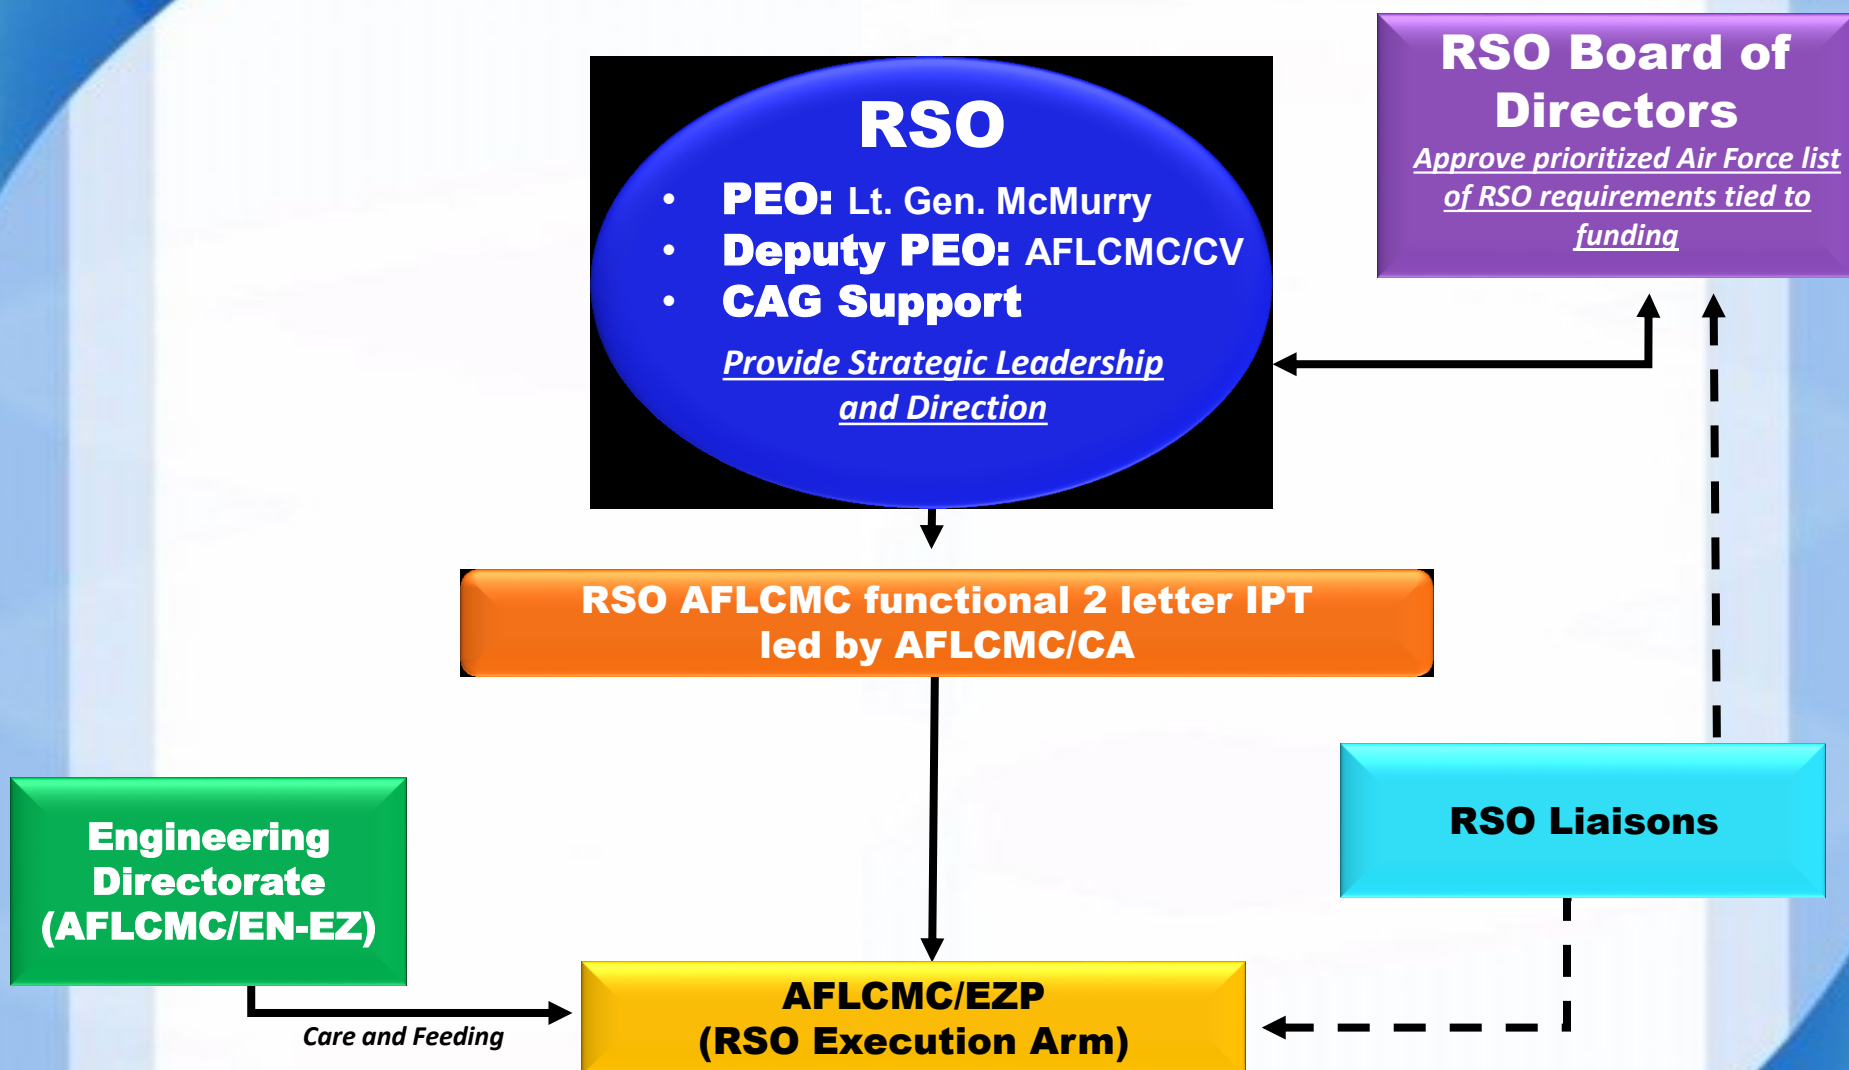 RSO
• PEO: Lt. Gen. McMurry
• Deputy PEO: AFLCMC/CV
• CAG Support
Provide Strategic Leadership
and Direction
RSO Board of
Directors
Approve prioritized Air Force list
of RSO requirements tied to
funding
RSO AFLCMC functional 2 letter IPT
led by AFLCMC/CA
Engineering
Directorate
(AFLCMC/EN-EZ)
RSO Liaisons
Care and Feeding
AFLCMC/EZP
(RSO Execution Arm)